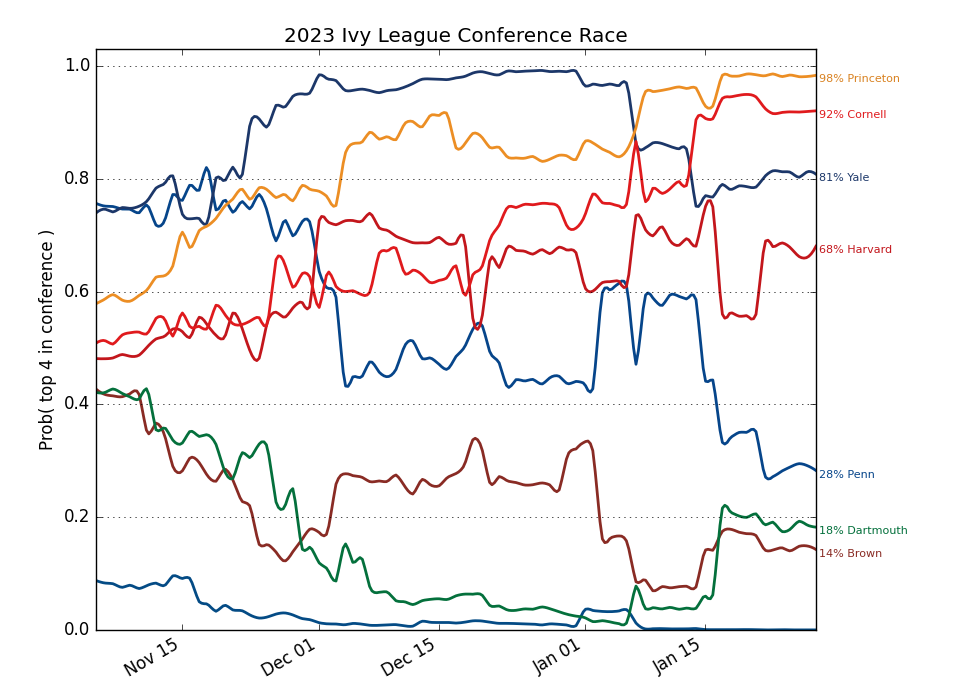 2023 Ivy League Conference Race
Prob( top 4 in conference )
1.0
0.8
0.6
0.4
0.2
0.0
Nov 15
Dec 01
Dec 15
Jan 01
Jan 15
98% Princeton
92% Cornell
81% Yale
68% Harvard
28% Penn
18% Dartmouth
14% Brown